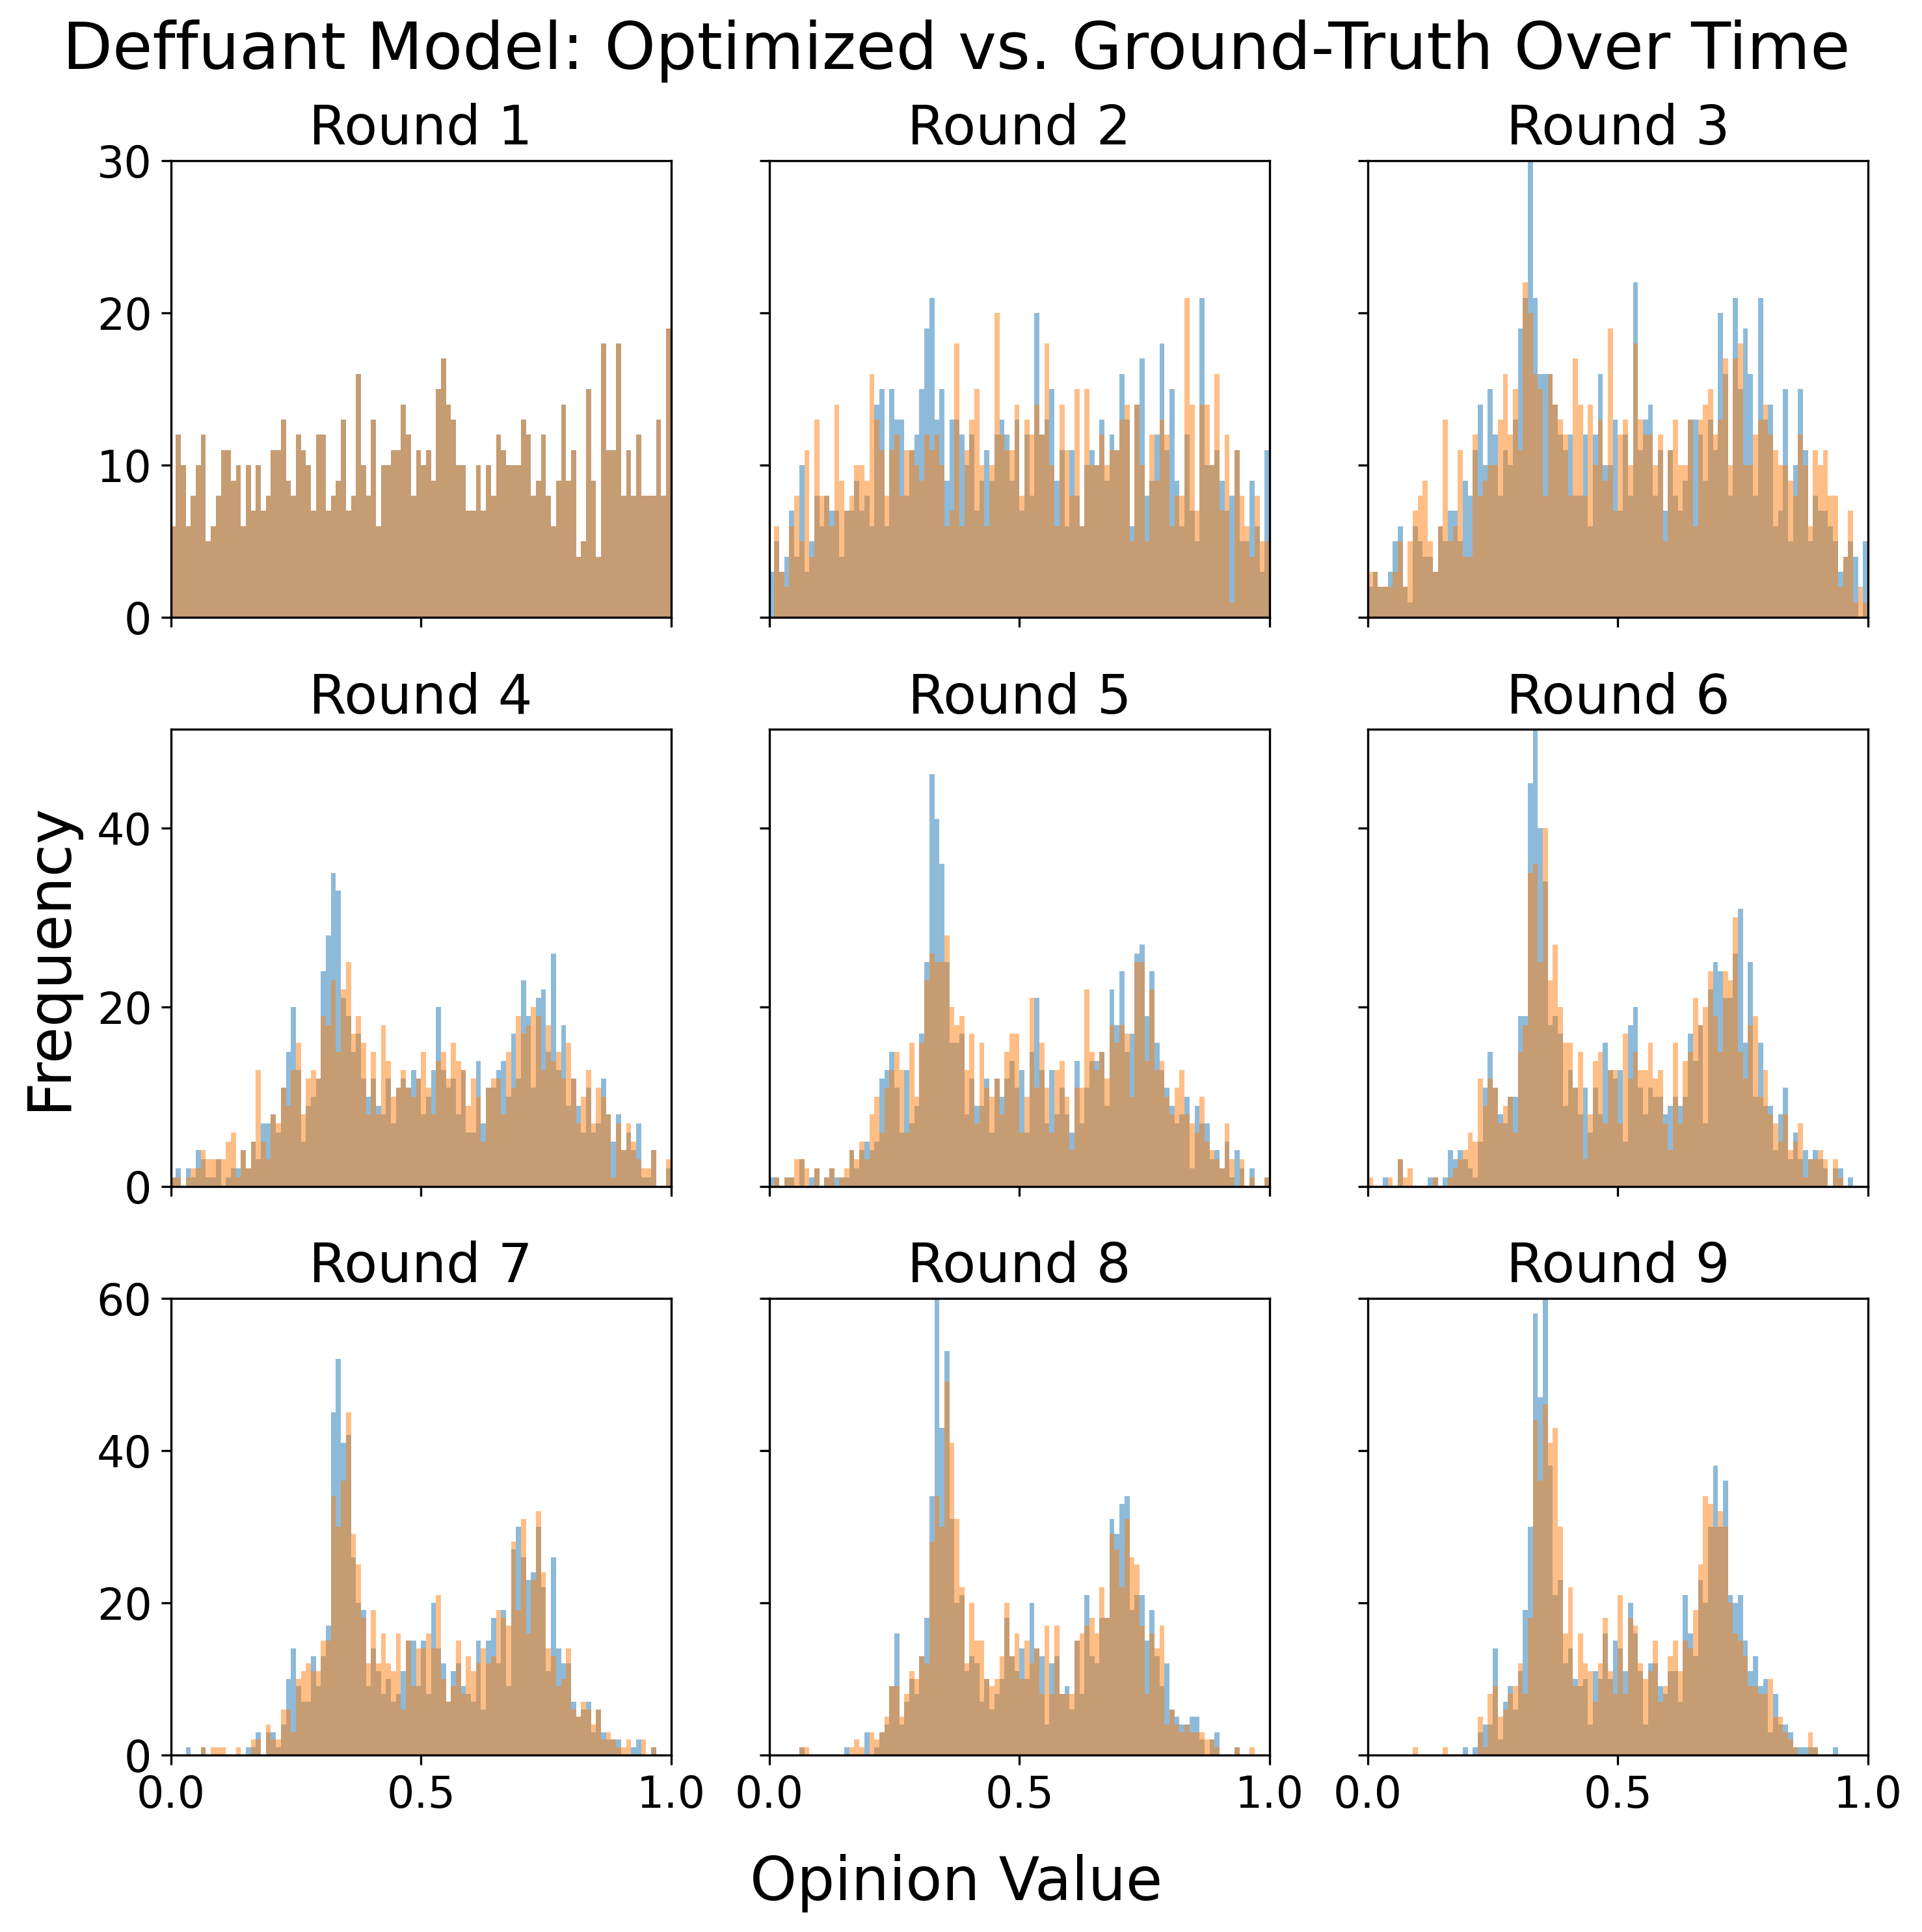 Deffuant Model: Optimized vs. Ground-Truth Over Time
Round 1
Round 2
Round 3
30
20
10
0
Round 4
Round 5
Round 6
Frequency
40
20
0
Round 7
Round 8
Round 9
60
40
20
0
0.0 0.5 1.0
0.0 0.5 1.0
0.0 0.5 1.0
Opinion Value